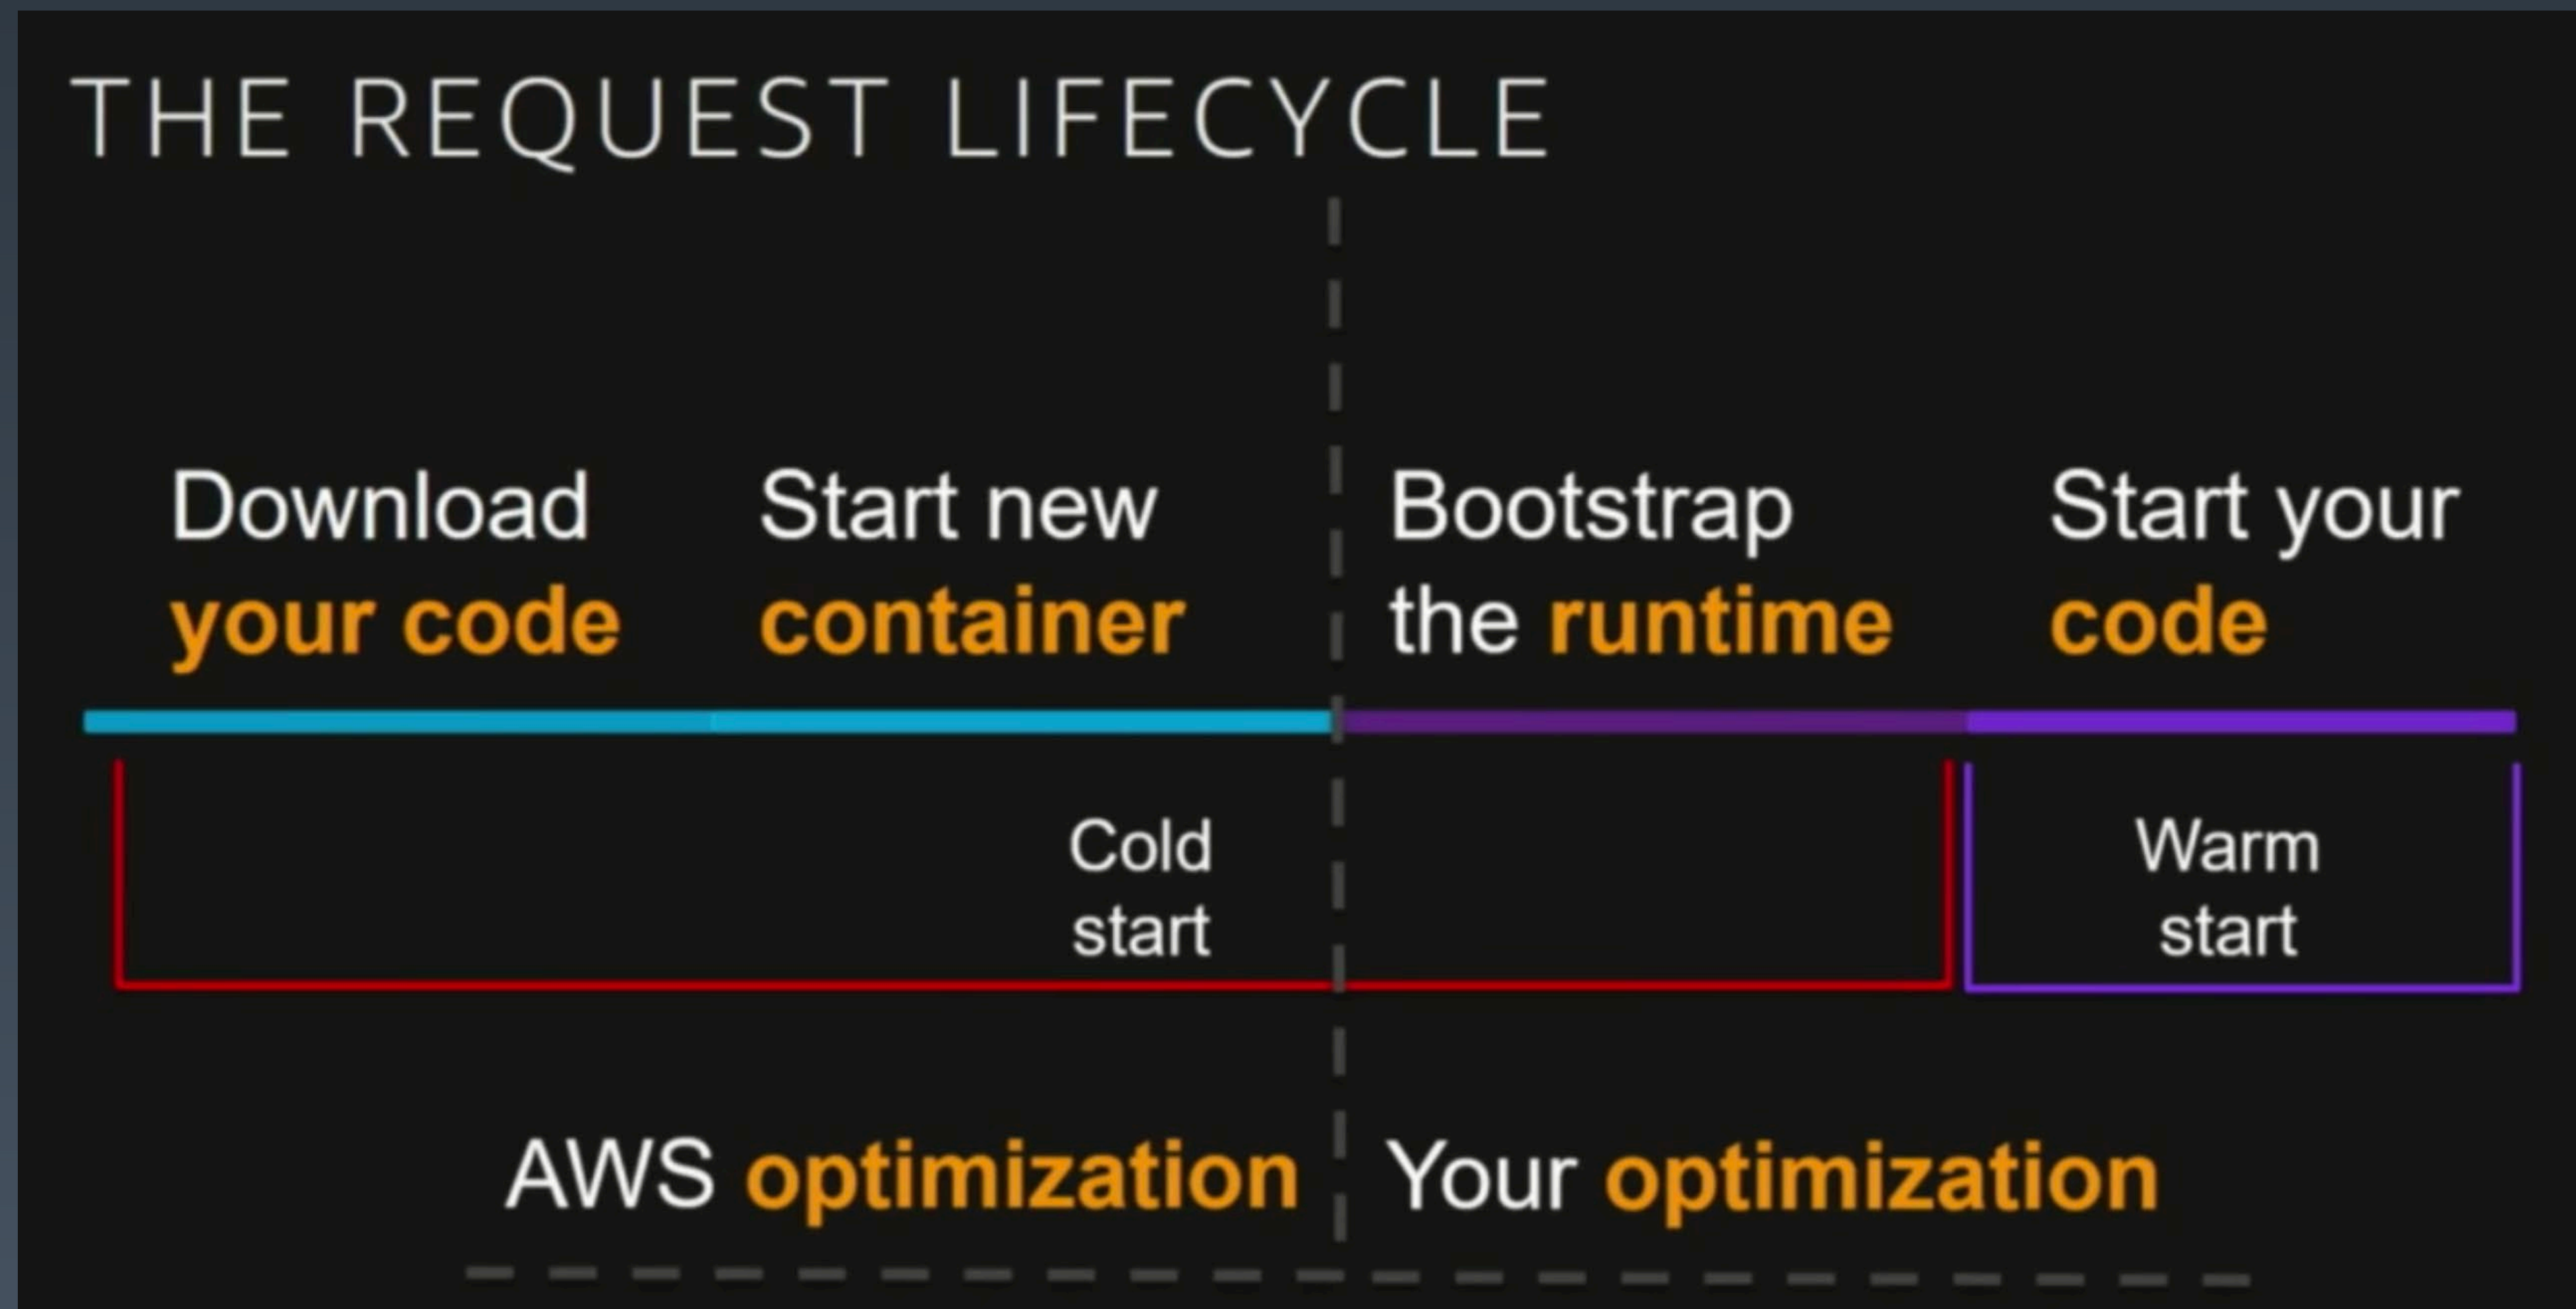 THE REQUEST LIFECYCLE
Download
your code
Start new
container
Bootstrap
the runtime
Start your
code
Cold
start
Warm
start
AWS optimization
Your optimization